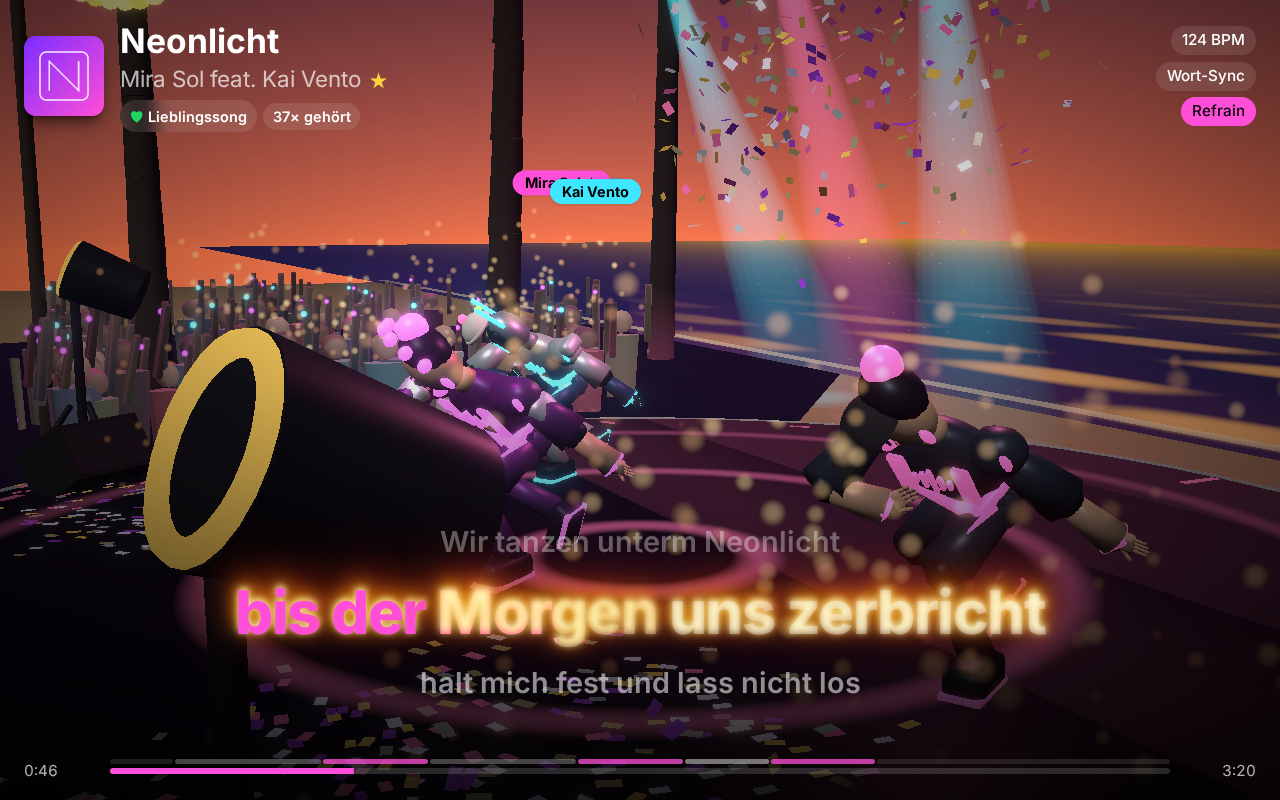 N
Neonlicht
Mira Sol feat. Kai Vento
Lieblingssong
37× gehört
124 BPM
Wort-Sync
Refrain
Mira
Kai Vento
Wir tanzen unterm Neonlicht
bis der Morgen uns zerbricht
halt mich fest und lass nicht los
0:46
3:20